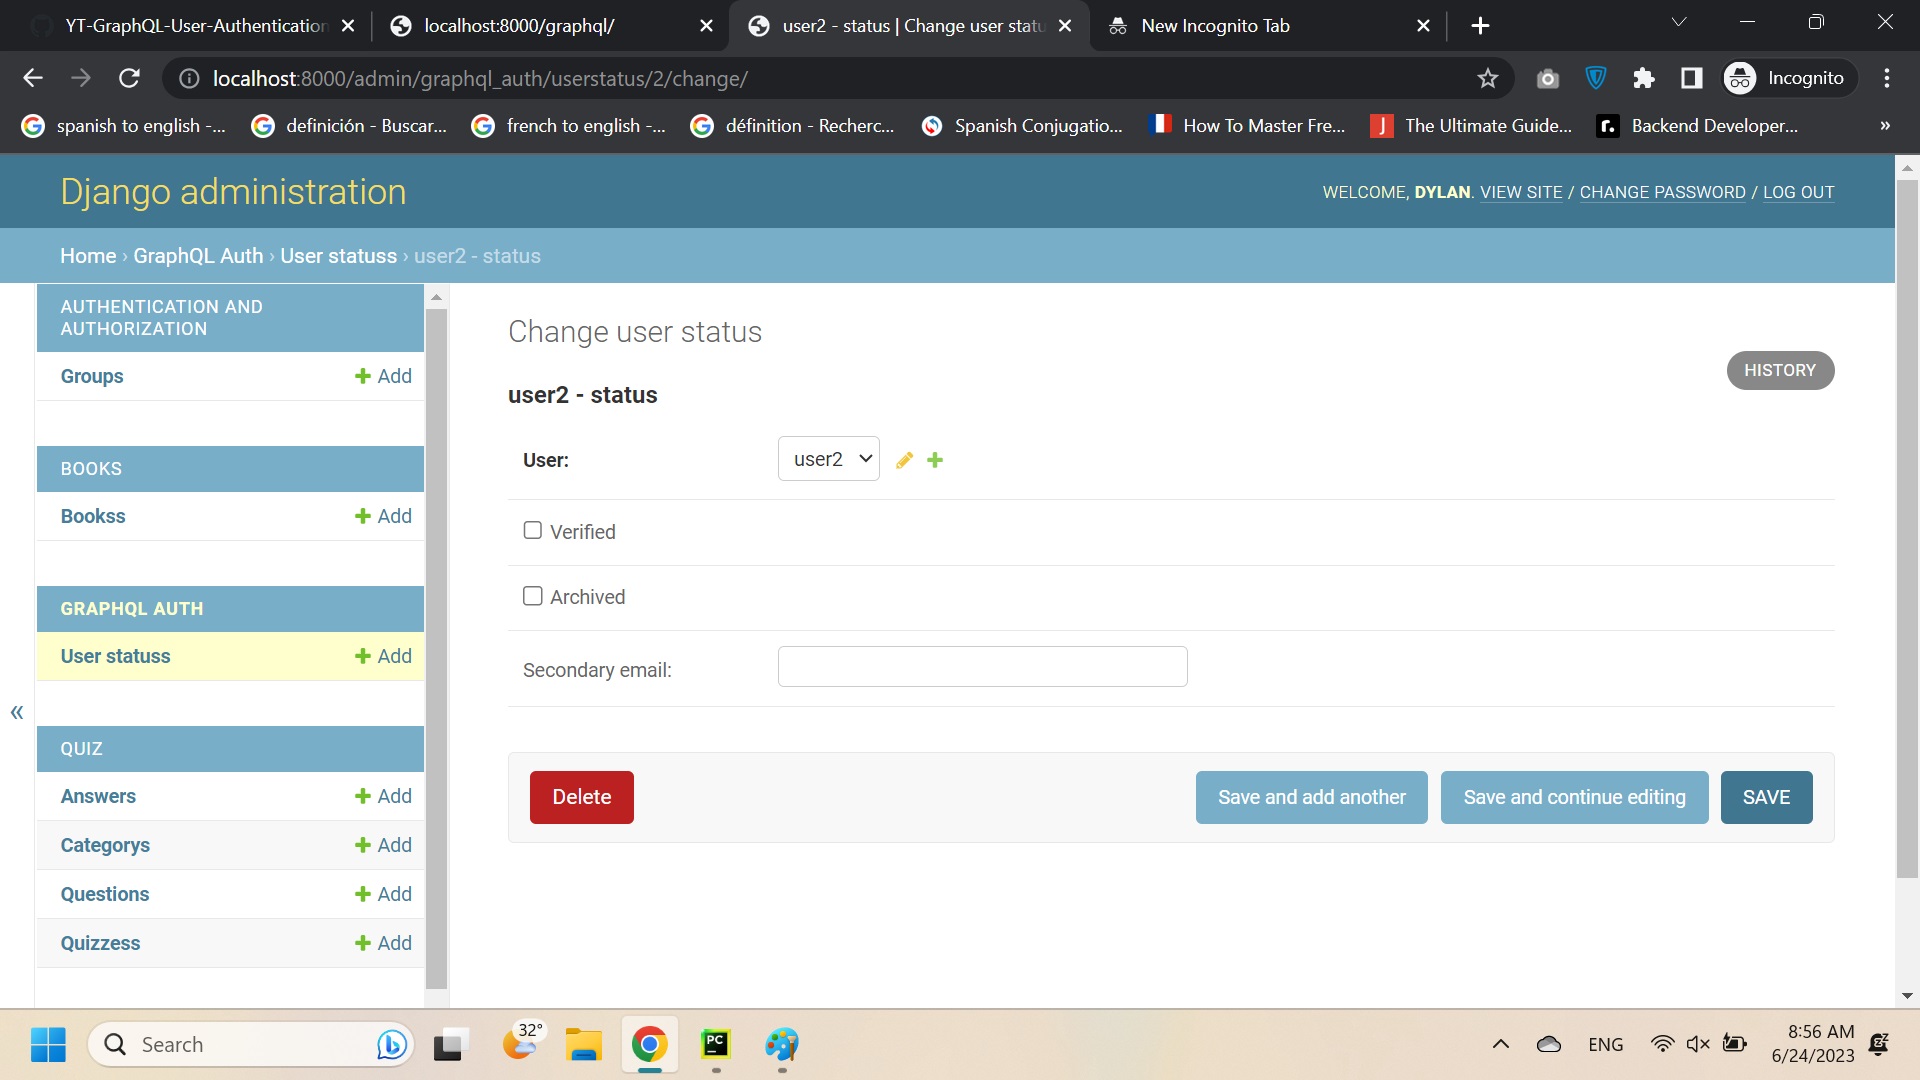 YT-GraphQL-User-Authentication
localhost:8000/graphql/
user2 - status | Change user statu
New Incognito Tab
localhost:8000/admin/graphql_auth/userstatus/2/change/
Incognito
spanish to english -...
definición - Buscar...
french to english -...
définition - Recherc...
Spanish Conjugatio...
How To Master Fre...
J
The Ultimate Guide...
r.
Backend Developer...
»
Django administration
WELCOME, DYLAN. VIEW SITE / CHANGE PASSWORD / LOG OUT
Home › GraphQL Auth › User statuss › user2 - status
AUTHENTICATION AND
AUTHORIZATION
Groups
+ Add
BOOKS
Bookss
+ Add
GRAPHQL AUTH
User statuss
+ Add
«
QUIZ
Answers
+ Add
Categorys
+ Add
Questions
+ Add
Quizzess
+ Add
Change user status
HISTORY
user2 - status
User:
user2
Verified
Archived
Secondary email:
Delete
Save and add another
Save and continue editing
SAVE
Search
32°
PC
ENG
8:56 AM
6/24/2023